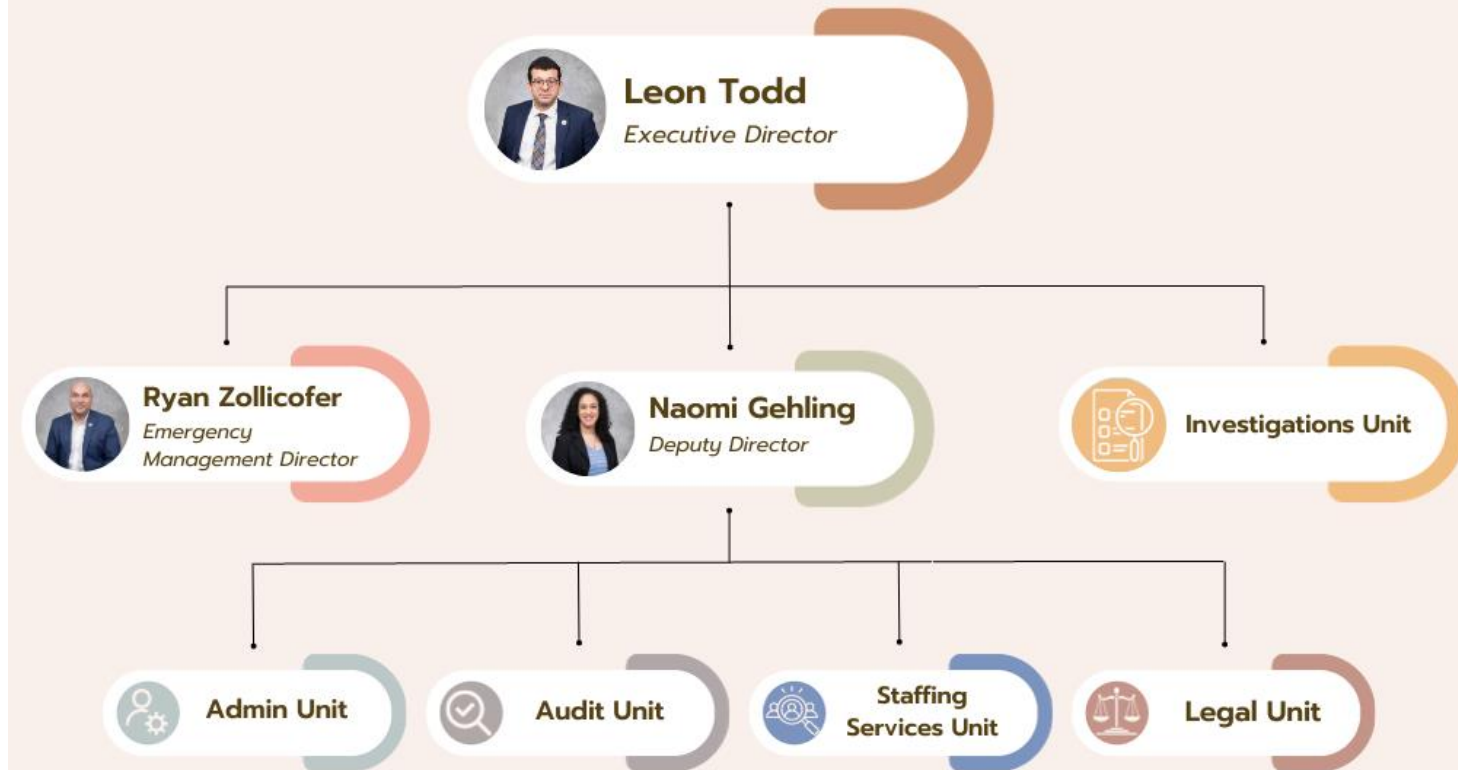 Leon Todd
Executive Director
Ryan Zollicofer
Emergency
Management Director
Naomi Gehling
Deputy Director
Investigations Unit
Admin Unit
Audit Unit
Staffing
Services Unit
Legal Unit